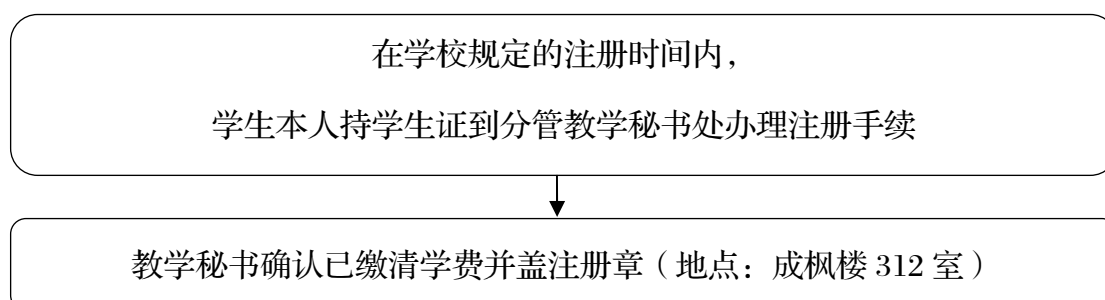 在学校规定的注册时间内，
学生本人持学生证到分管教学秘书处办理注册手续
教学秘书确认已缴清学费并盖注册章（地点：成枫楼 312 室）